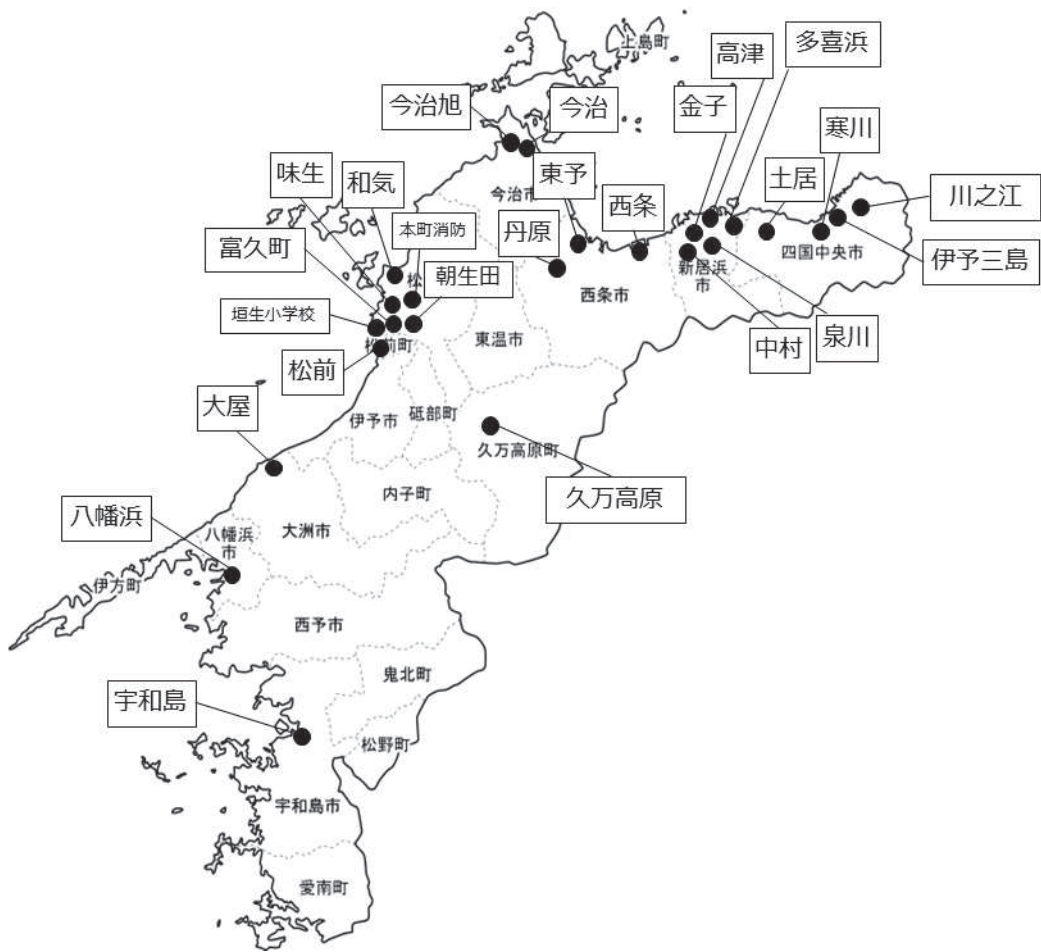 上島町
多喜浜
高津
今治旭
今治
金子
寒川
味生
和気
東予
今治市
西条
土居
川之江
本町消防
丹原
富久町
朝生田
松
四国中央市
伊予三島
新居浜
市
西条市
垣生小学校
松前町
東温市
中村
泉川
松前
大屋
伊予市
砥部町
久万高原町
内子町
久万高原
八幡浜
八幡浜
市
大洲市
伊方町
西予市
鬼北町
宇和島
松野町
宇和島市
愛南町